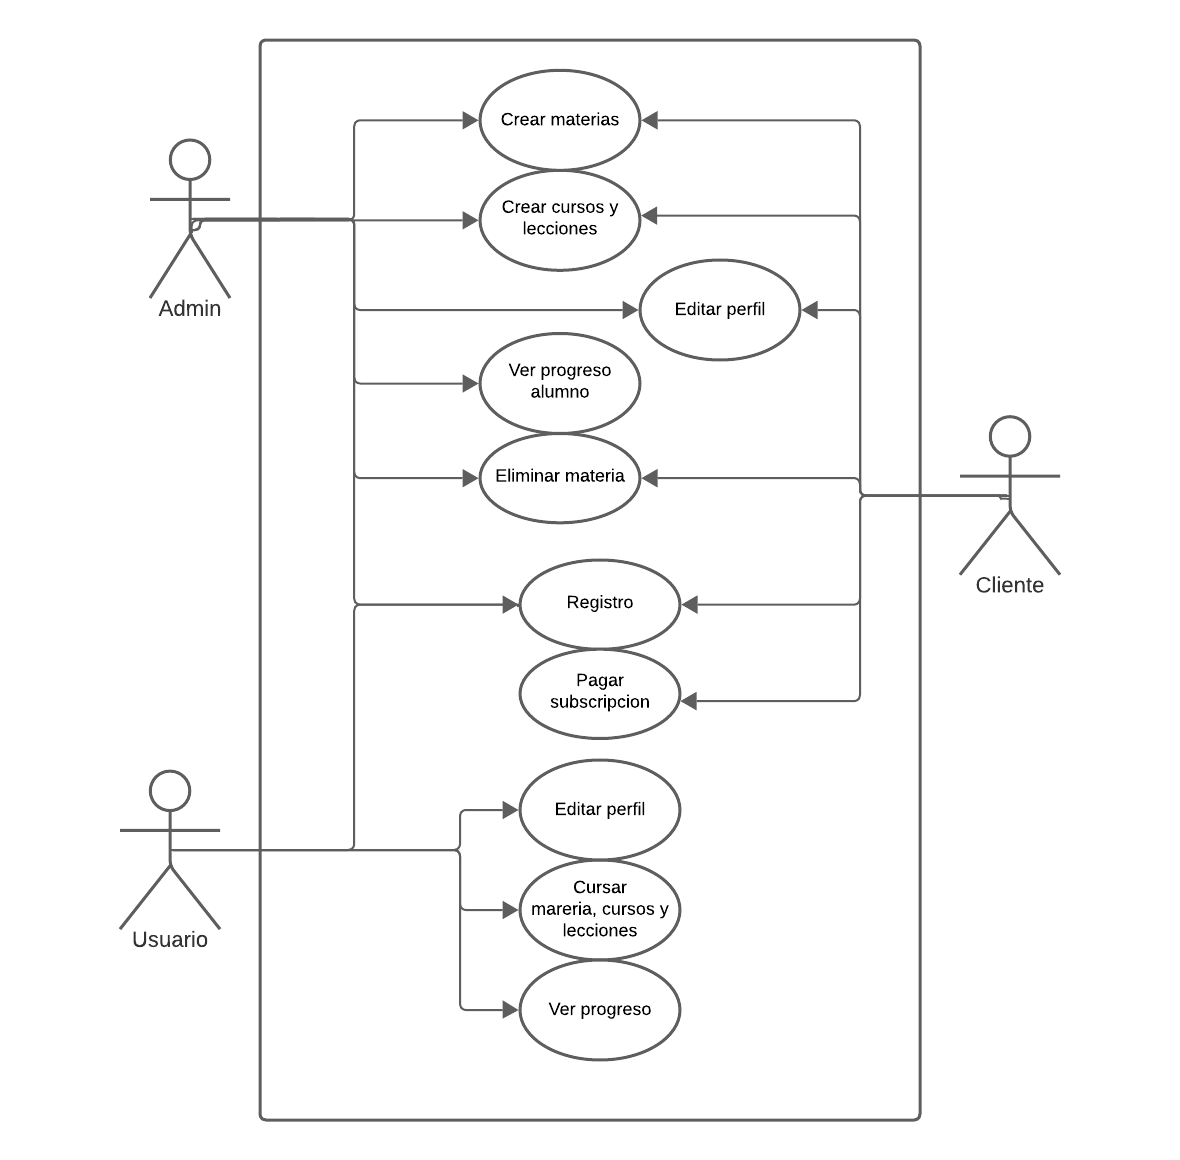 Crear materias
Crear cursos y
lecciones
Admin
Editar perfil
Ver progreso
alumno
Eliminar materia
Cliente
Registro
Pagar
subscripcion
Editar perfil
Cursar
mareria, cursos y
lecciones
Usuario
Ver progreso